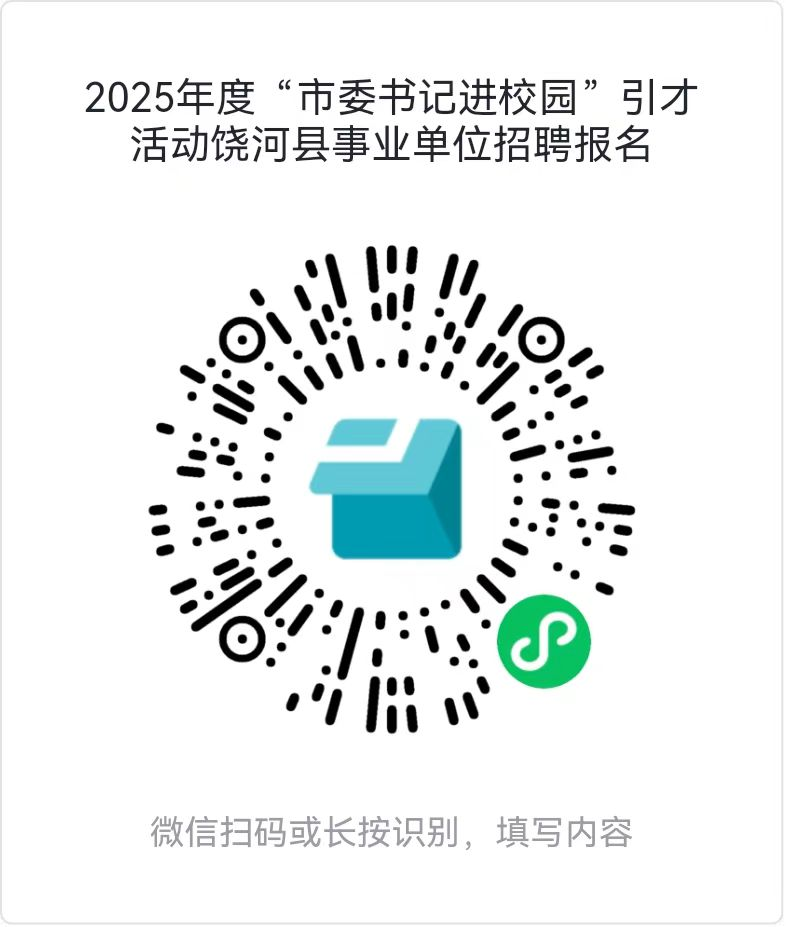 2025年度“市委书记进校园”引才
活动饶河县事业单位招聘报名
微信扫码或长按识别，填写内容